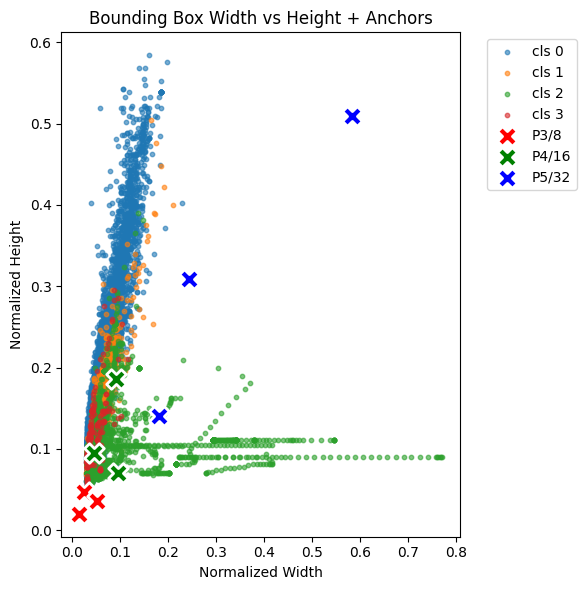 Bounding Box Width vs Height + Anchors
Normalized Height
0.6
0.5
0.4
0.3
0.2
0.1
0.0
0.0 0.1 0.2 0.3 0.4 0.5 0.6 0.7 0.8
Normalized Width
cls 0
cls 1
cls 2
cls 3
P3/8
P4/16
P5/32